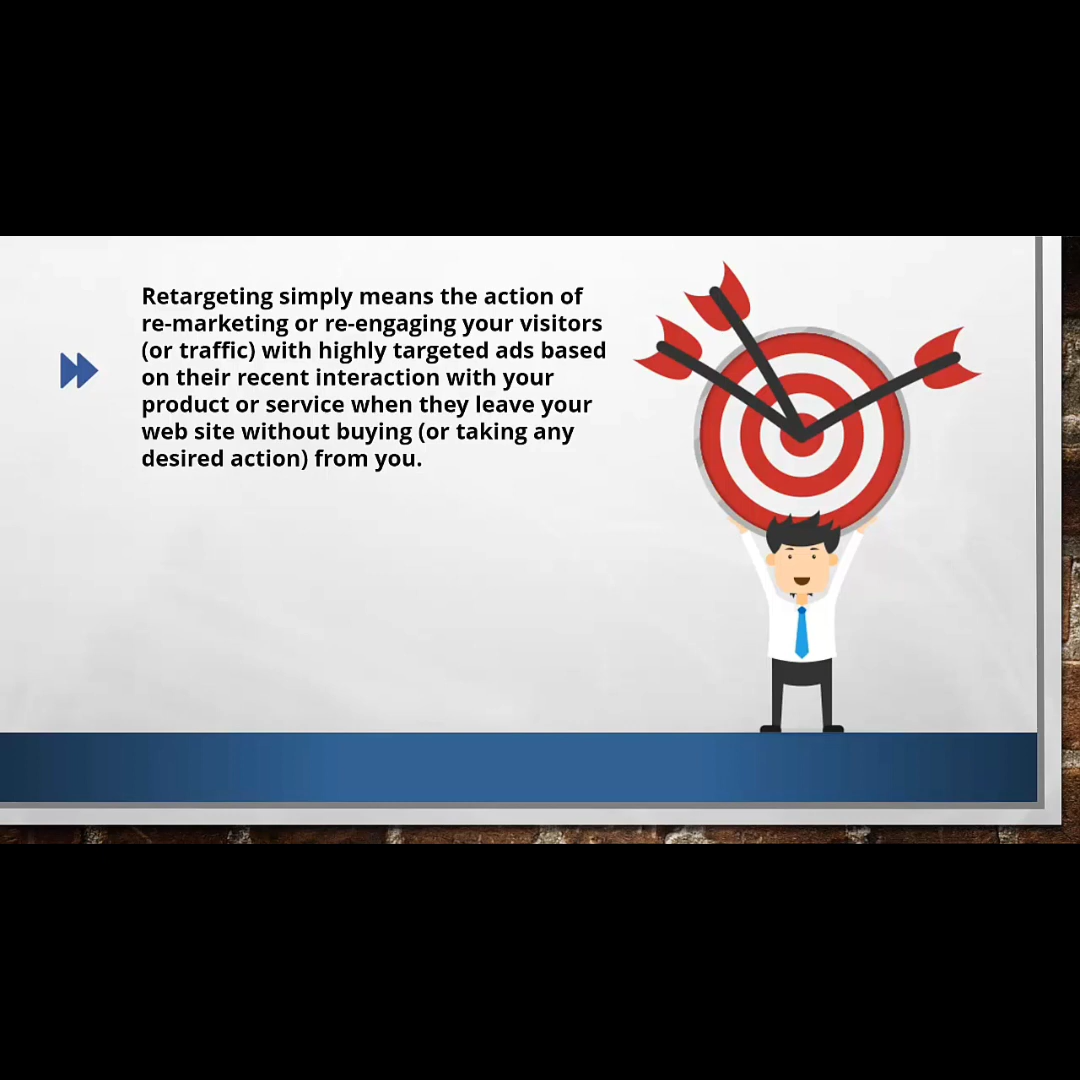 Retargeting simply means the action of
re-marketing or re-engaging your visitors
(or traffic) with highly targeted ads based
on their recent interaction with your
product or service when they leave your
web site without buying (or taking any
desired action) from you.